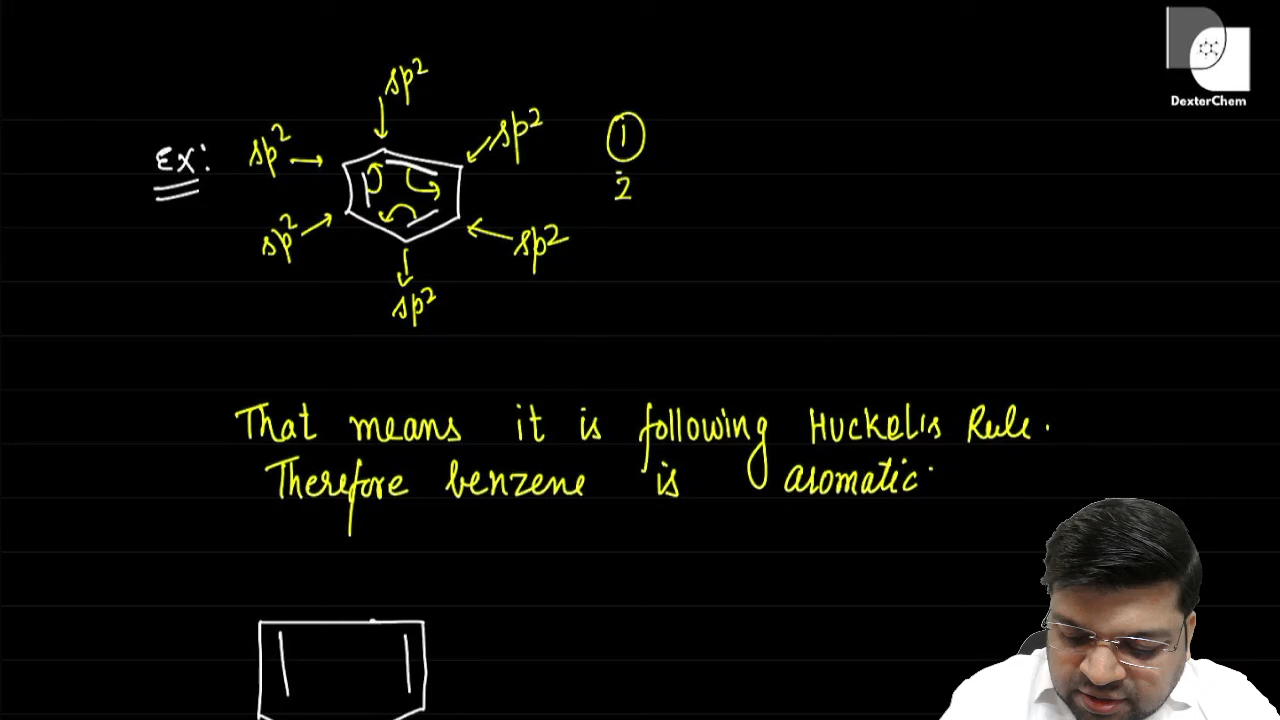 DexterChem
sp²
Ex: sp² sp² ①
2
sp² sp²
sp²
That means it is following Huckel's Rule.
Therefore benzene is aromatic.